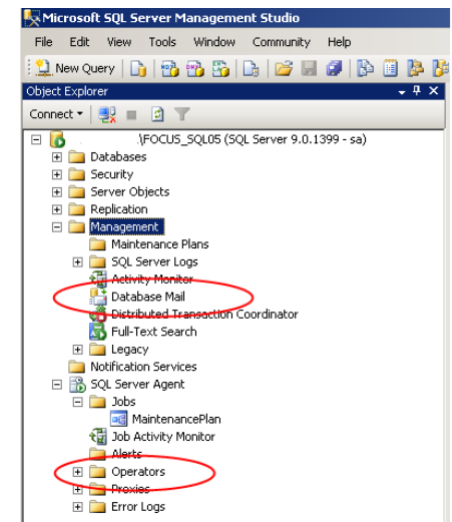 Microsoft SQL Server Management Studio
File Edit View Tools Window Community Help
New Query
Object Explorer
Connect
.\FOCUS_SQL05 (SQL Server 9.0.1399 - sa)
Databases
Security
Server Objects
Replication
Management
Maintenance Plans
SQL Server Logs
Activity Monitor
Database Mail
Distributed Transaction Coordinator
Full-Text Search
Legacy
Notification Services
SQL Server Agent
Jobs
MaintenancePlan
Job Activity Monitor
Alerts
Operators
Proxies
Error Logs